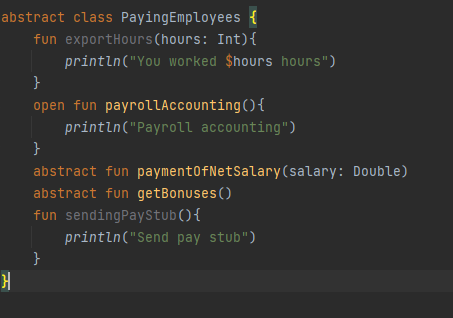 abstract class PayingEmployees {
    fun exportHours(hours: Int){
        println("You worked $hours hours")
    }
    open fun payrollAccounting(){
        println("Payroll accounting")
    }
    abstract fun paymentOfNetSalary(salary: Double)
    abstract fun getBonuses()
    fun sendingPayStub(){
        println("Send pay stub")
    }
}